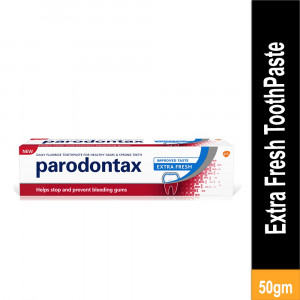 NEW
DAILY FLUORIDE TOOTHPASTE FOR HEALTHY GUMS & STRONG TEETH
parodontax
IMPROVED TASTE
EXTRA FRESH
Helps stop and prevent bleeding gums
Extra Fresh ToothPaste
50gm